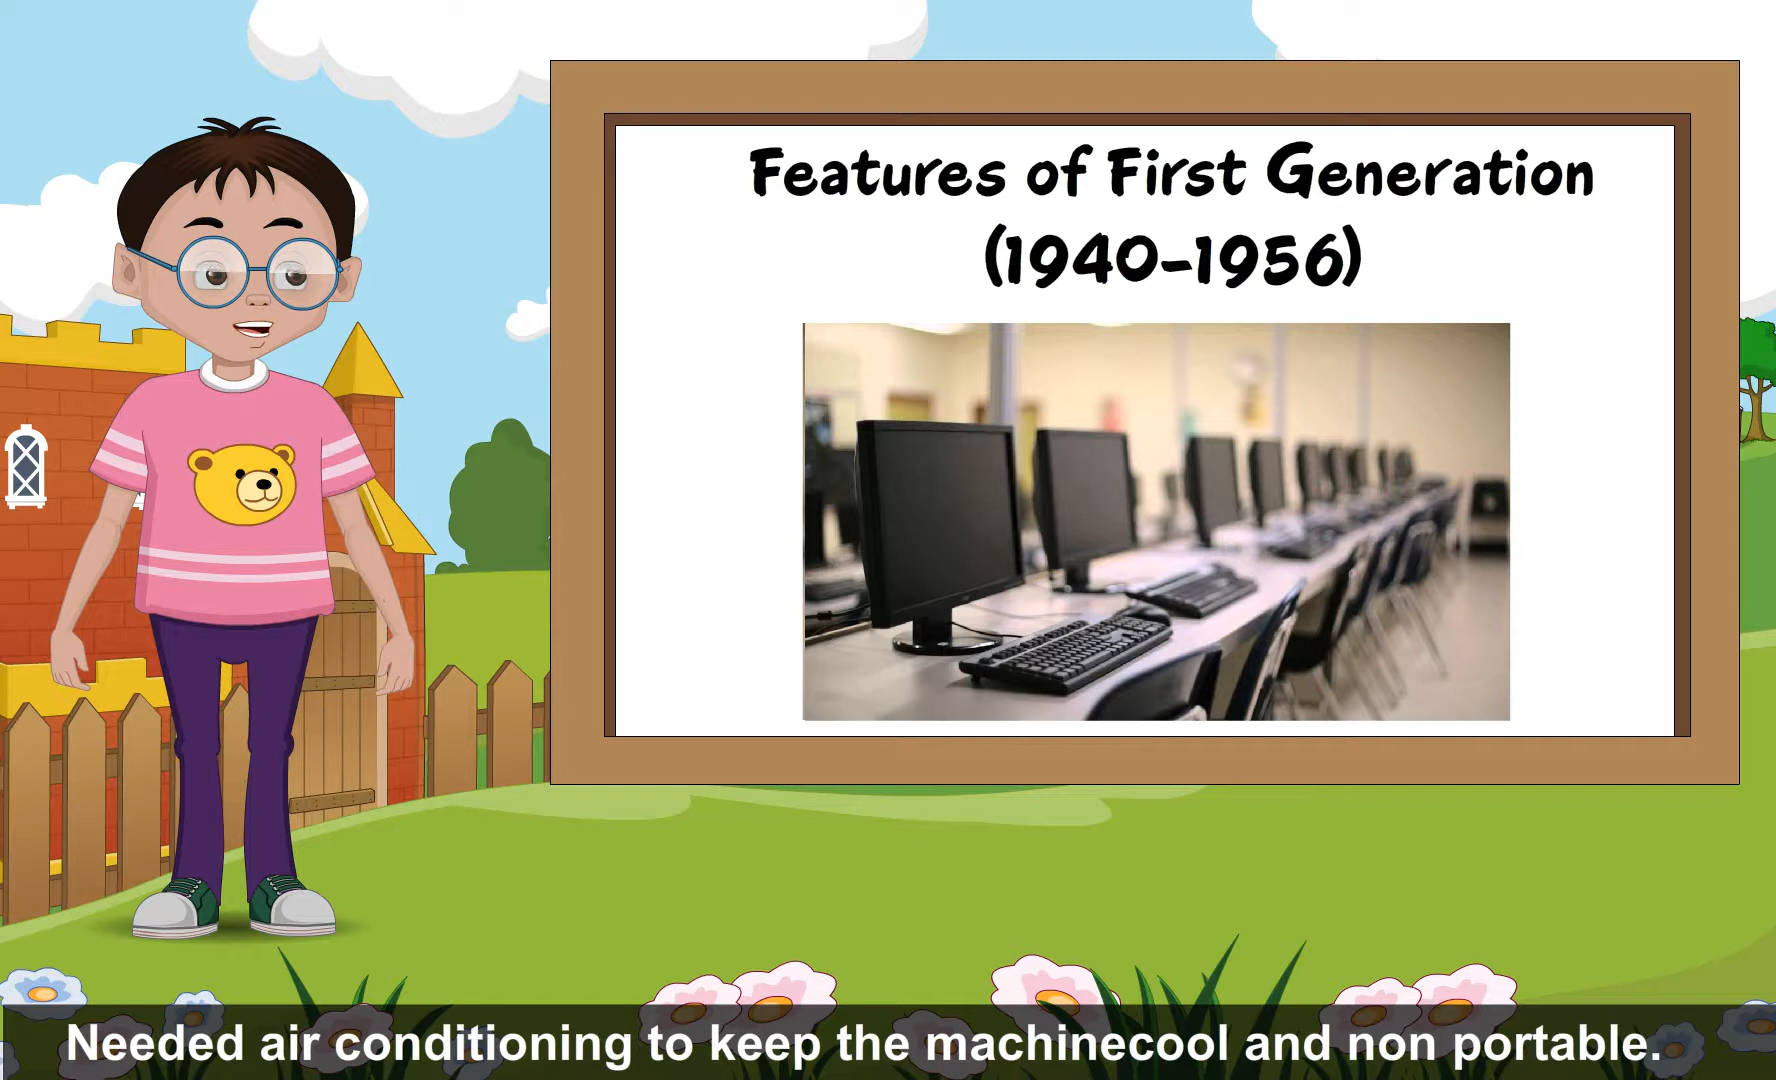 Features of First Generation
(1940-1956)
Needed air conditioning to keep the machinecool and non portable.